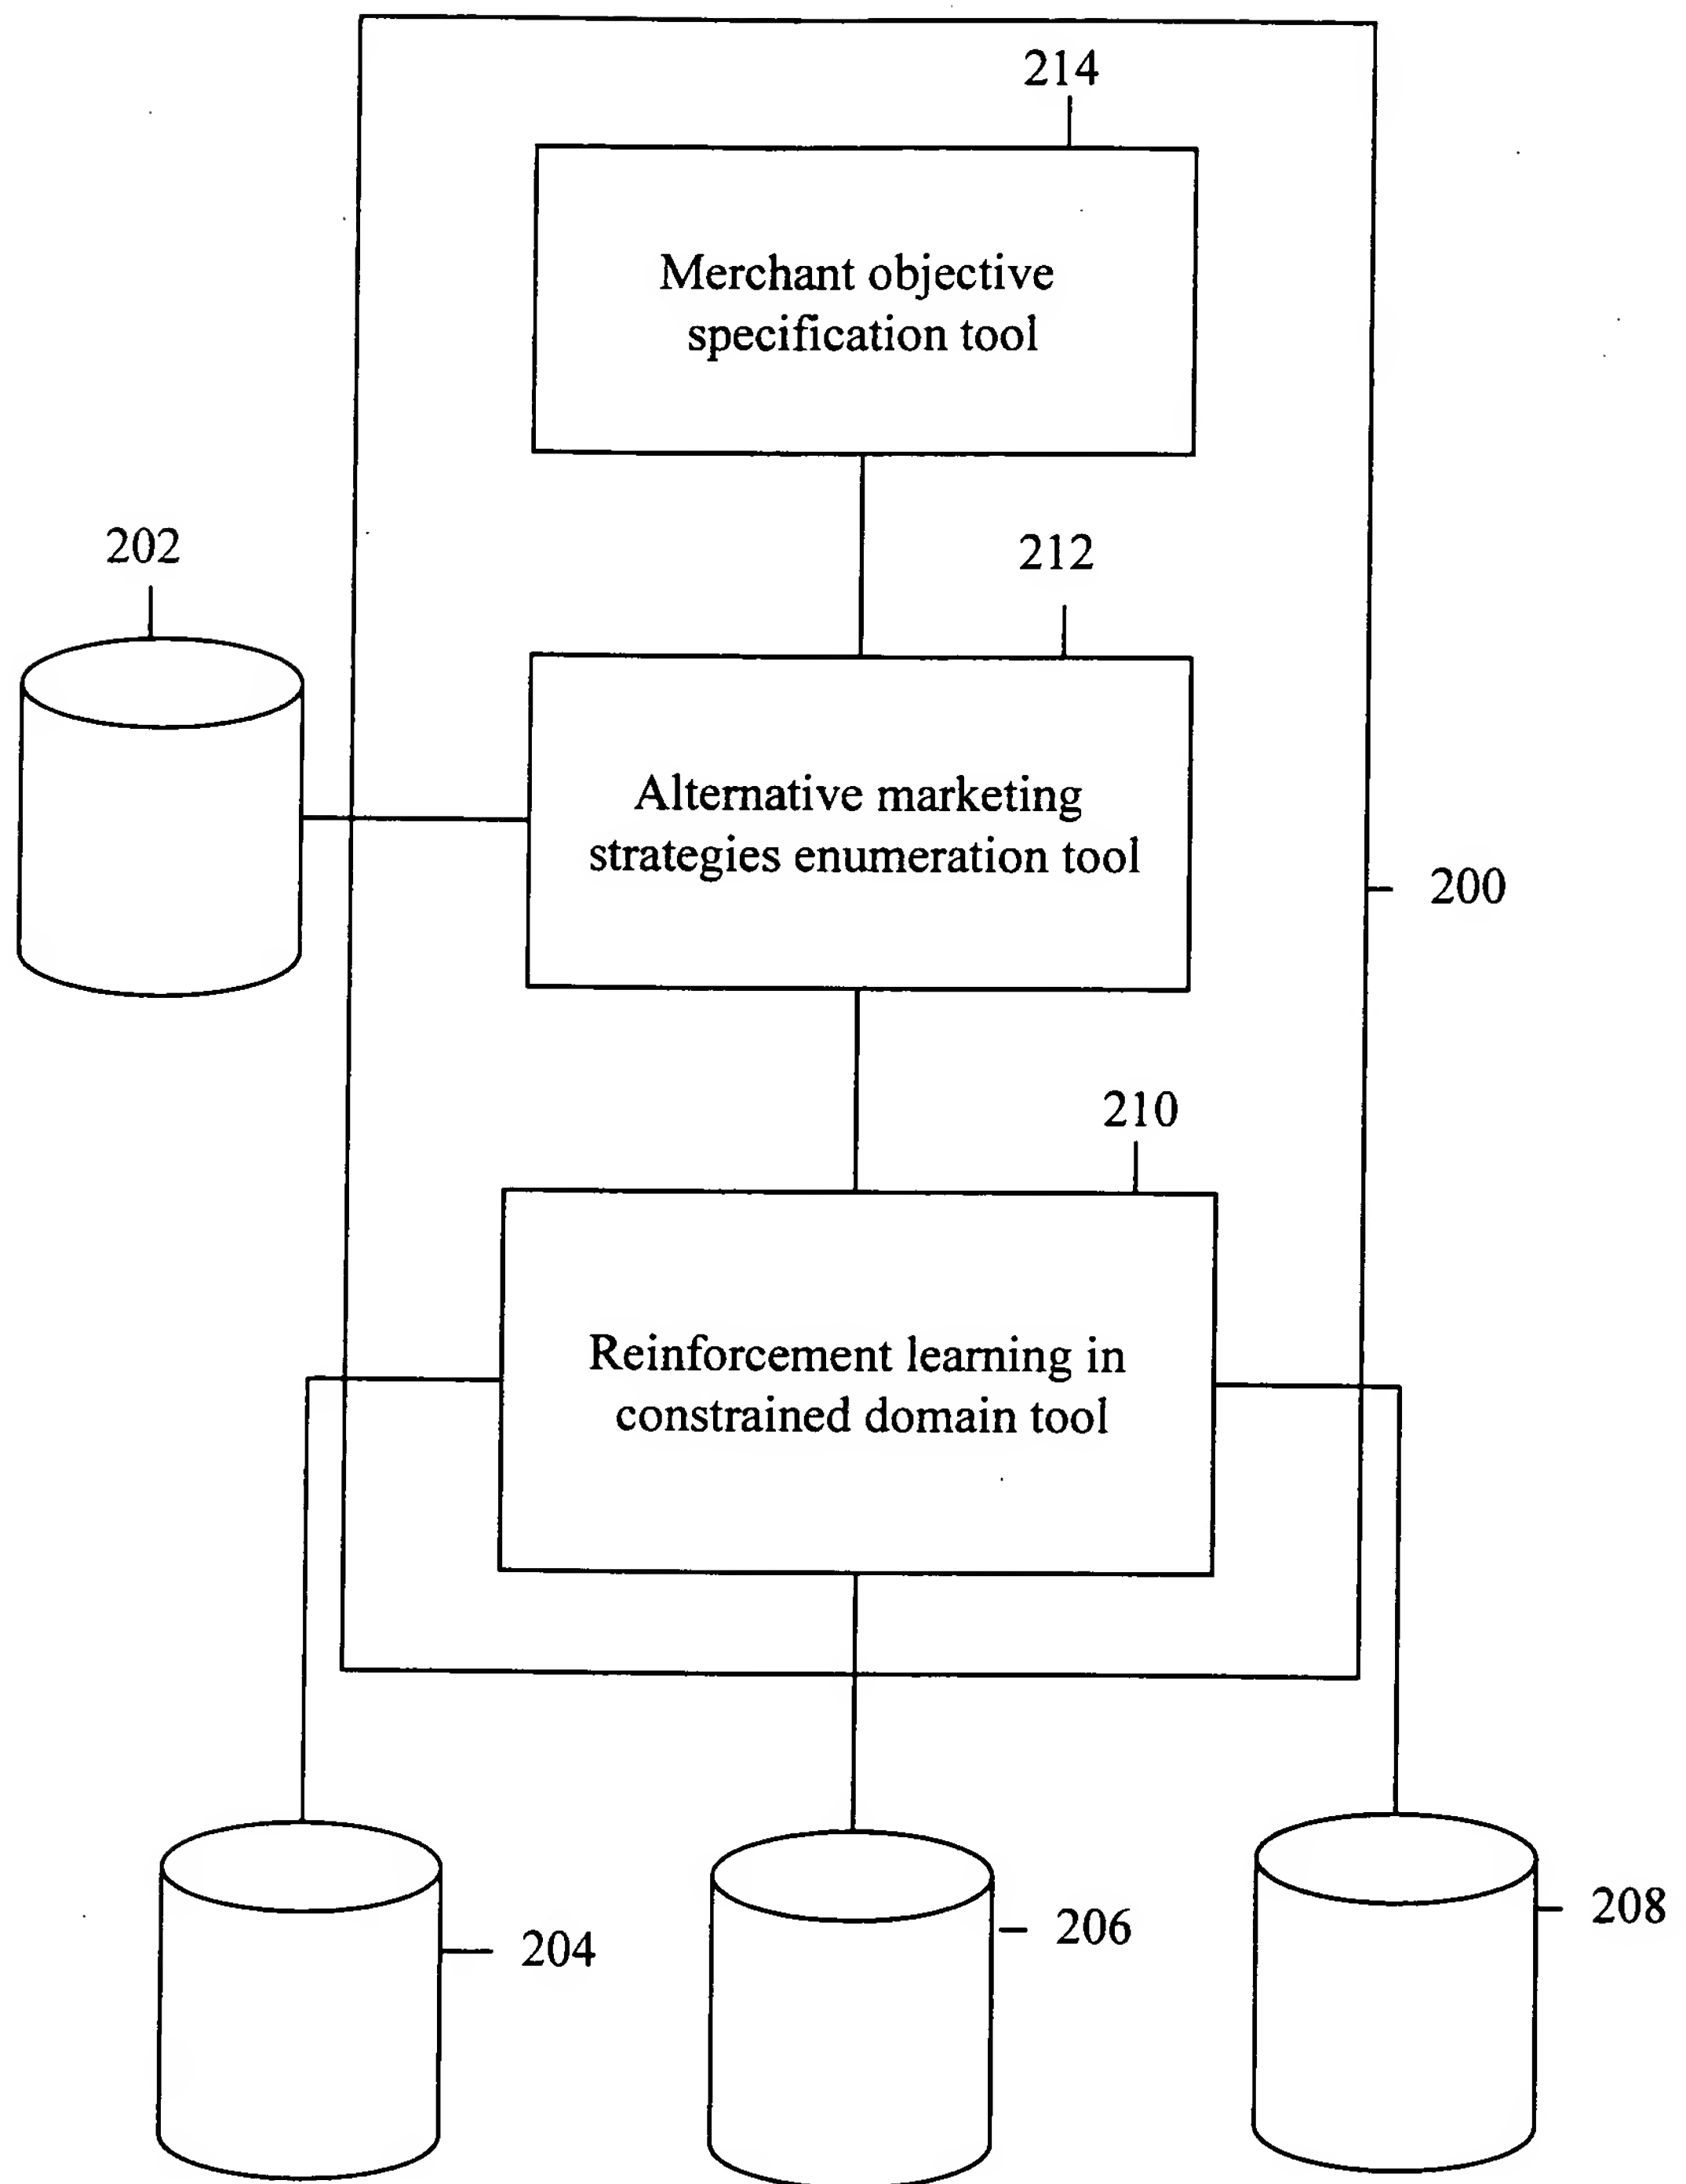 214
Merchant objective
specification tool
202
212
Alternative marketing
strategies enumeration tool
200
210
Reinforcement learning in
constrained domain tool
204
206
208